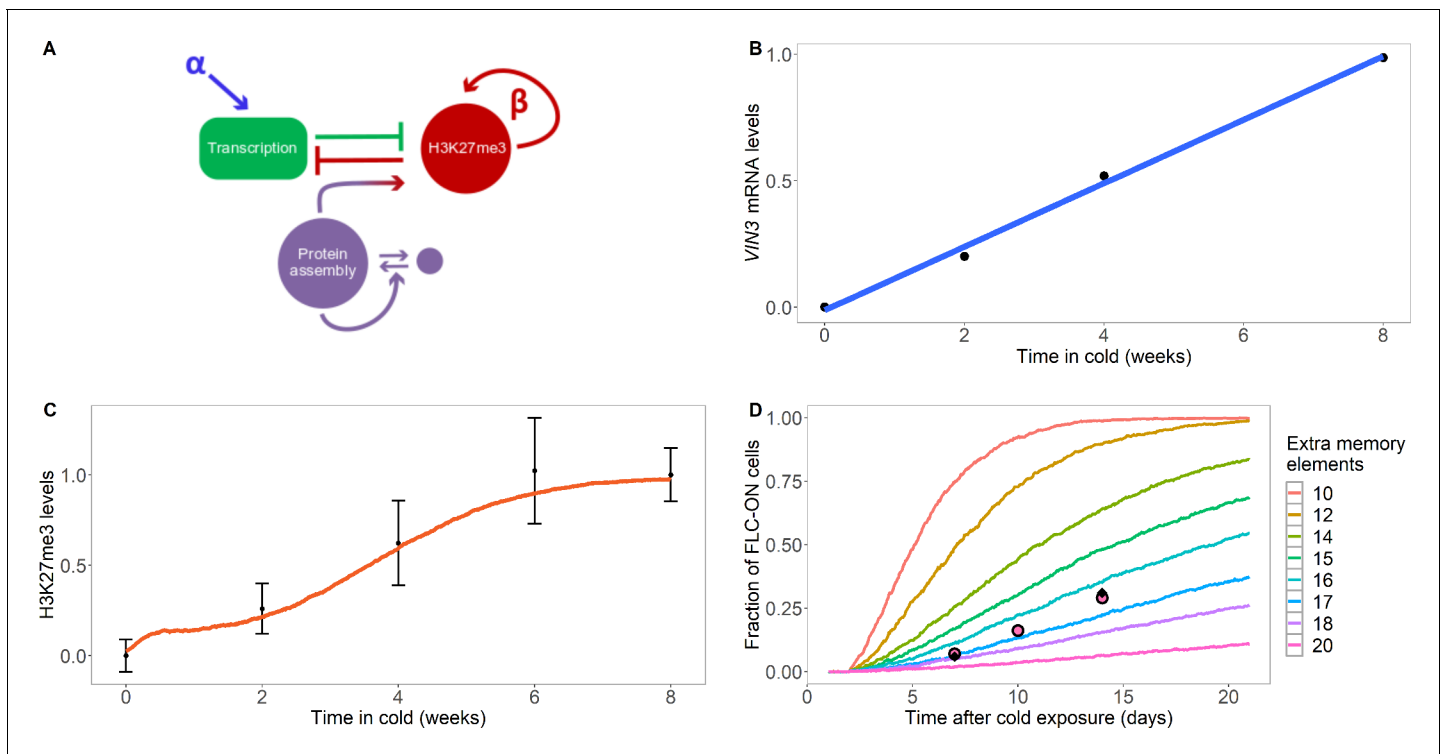 A
α
Transcription
H3K27me3
β
Protein
assembly
B
VIN3 mRNA levels
1.0
0.5
0.0
0 2 4 6 8
Time in cold (weeks)
C
H3K27me3 levels
1.0
0.5
0.0
0 2 4 6 8
Time in cold (weeks)
D
Fraction of FLC-ON cells
1.00
0.75
0.50
0.25
0.00
0 5 10 15 20
Time after cold exposure (days)
Extra memory
elements
10
12
14
15
16
17
18
20